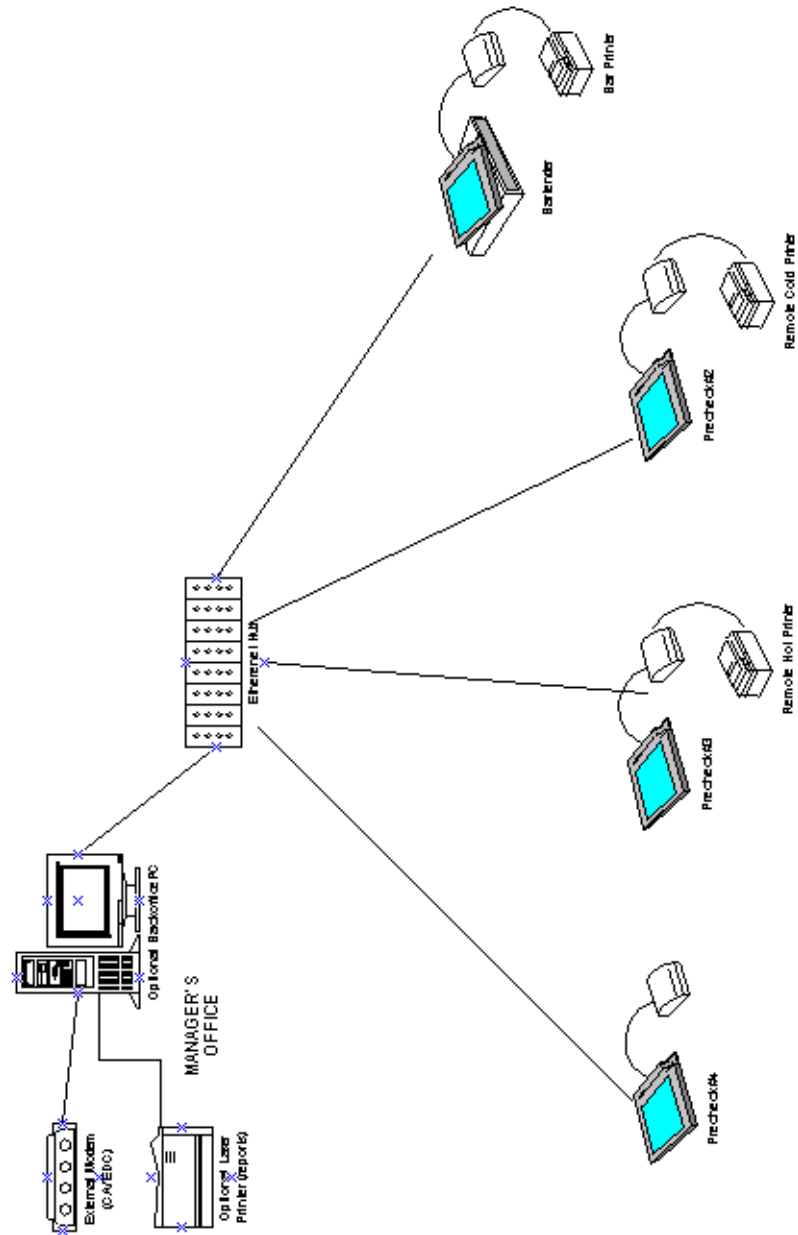 External Modem
(CA/EDC)
Optional Laser
Printer (reports)
Optional Backoffice PC
MANAGER'S
OFFICE
Ethernet Hub
Bartender
Bar Printer
Precheck#2
Remote Cold Printer
Precheck#3
Remote Hot Printer
Precheck#4